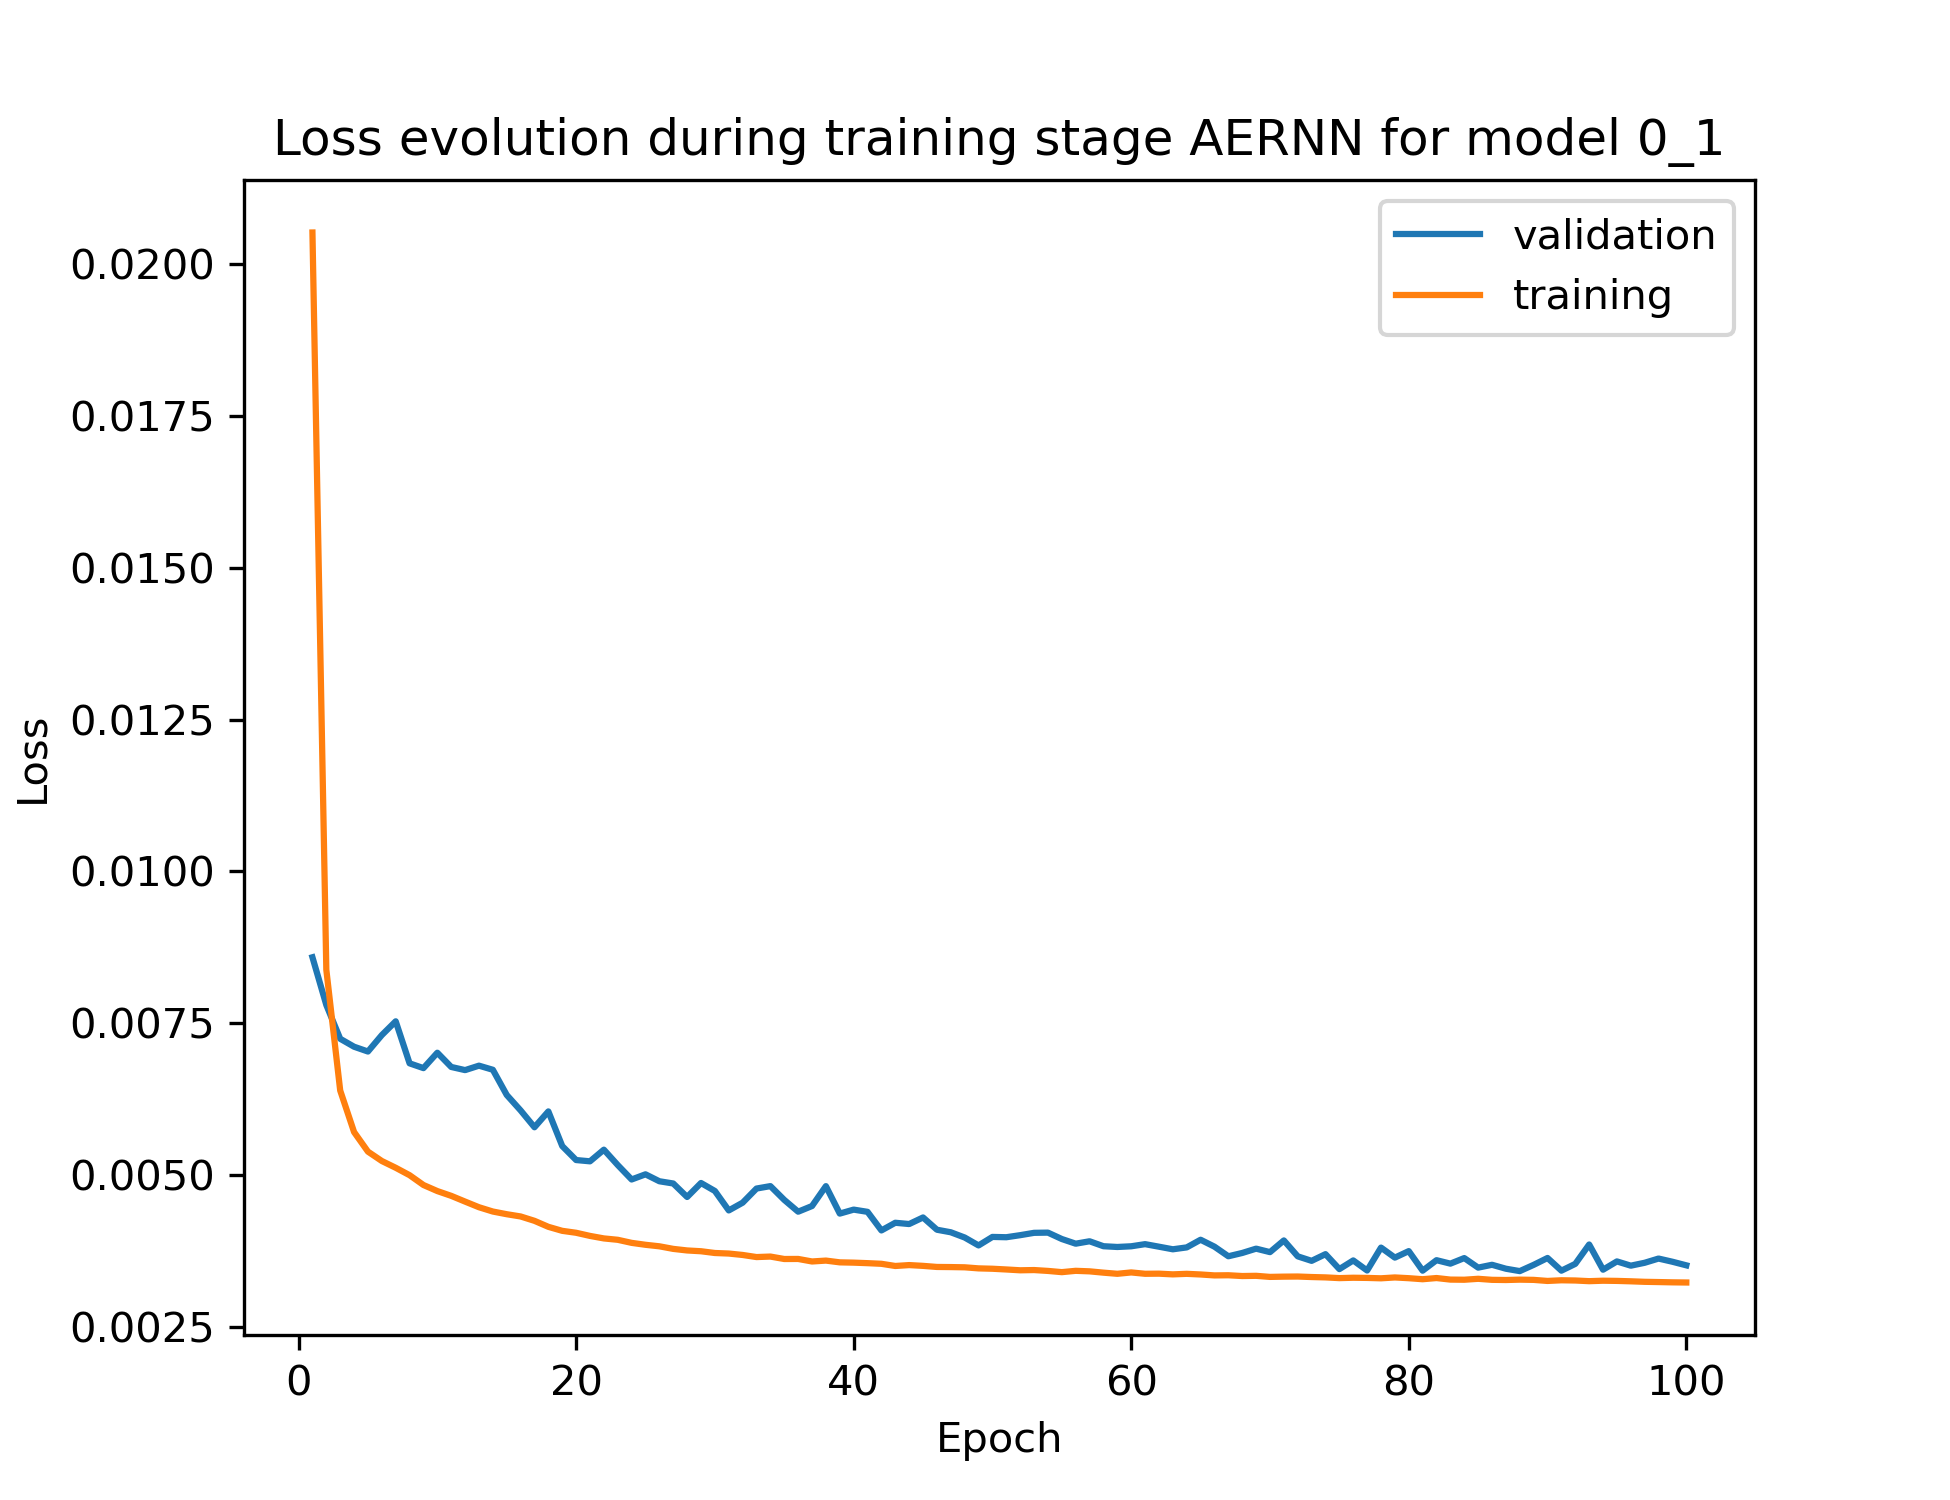 Loss evolution during training stage AERNN for model 0_1
validation
training
0.0200
0.0175
0.0150
0.0125
0.0100
0.0075
0.0050
0.0025
Loss
0 20 40 60 80 100
Epoch